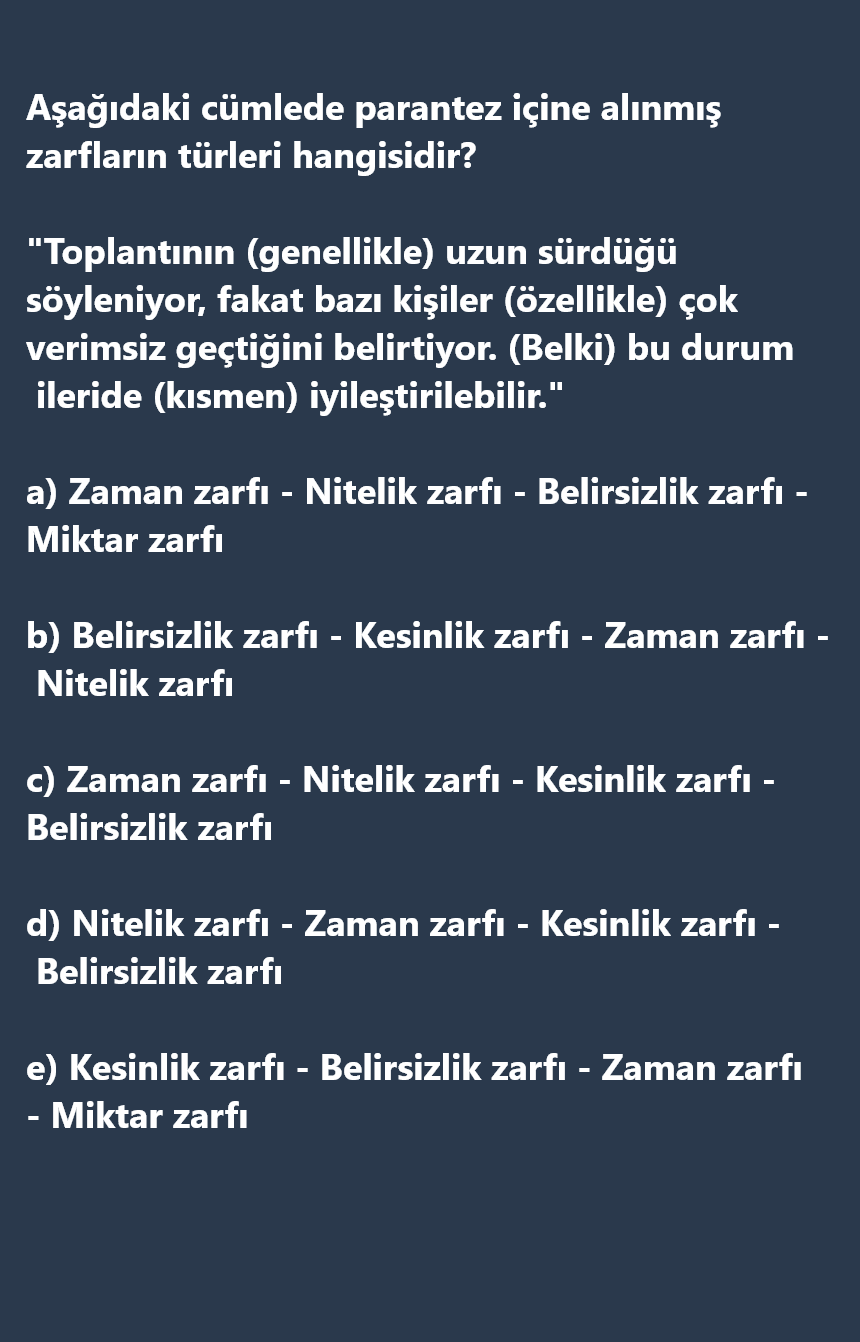 Aşağıdaki cümlede parantez içine alınmış
zarfların türleri hangisidir?
"Toplantının (genellikle) uzun sürdüğü
söyleniyor, fakat bazı kişiler (özellikle) çok
verimsiz geçtiğini belirtiyor. (Belki) bu durum
ileride (kısmen) iyileştirilebilir."
a) Zaman zarfı - Nitelik zarfı - Belirsizlik zarfı -
Miktar zarfı
b) Belirsizlik zarfı - Kesinlik zarfı - Zaman zarfı -
Nitelik zarfı
c) Zaman zarfı - Nitelik zarfı - Kesinlik zarfı -
Belirsizlik zarfı
d) Nitelik zarfı - Zaman zarfı - Kesinlik zarfı -
Belirsizlik zarfı
e) Kesinlik zarfı - Belirsizlik zarfı - Zaman zarfı
- Miktar zarfı